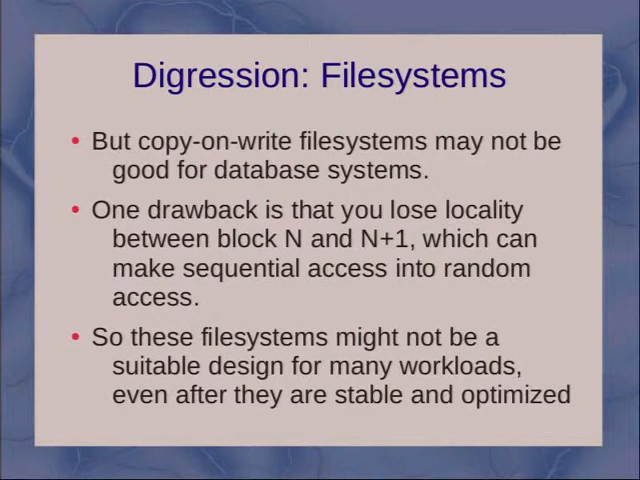 Digression: Filesystems
• But copy-on-write filesystems may not be
good for database systems.
• One drawback is that you lose locality
between block N and N+1, which can
make sequential access into random
access.
• So these filesystems might not be a
suitable design for many workloads,
even after they are stable and optimized